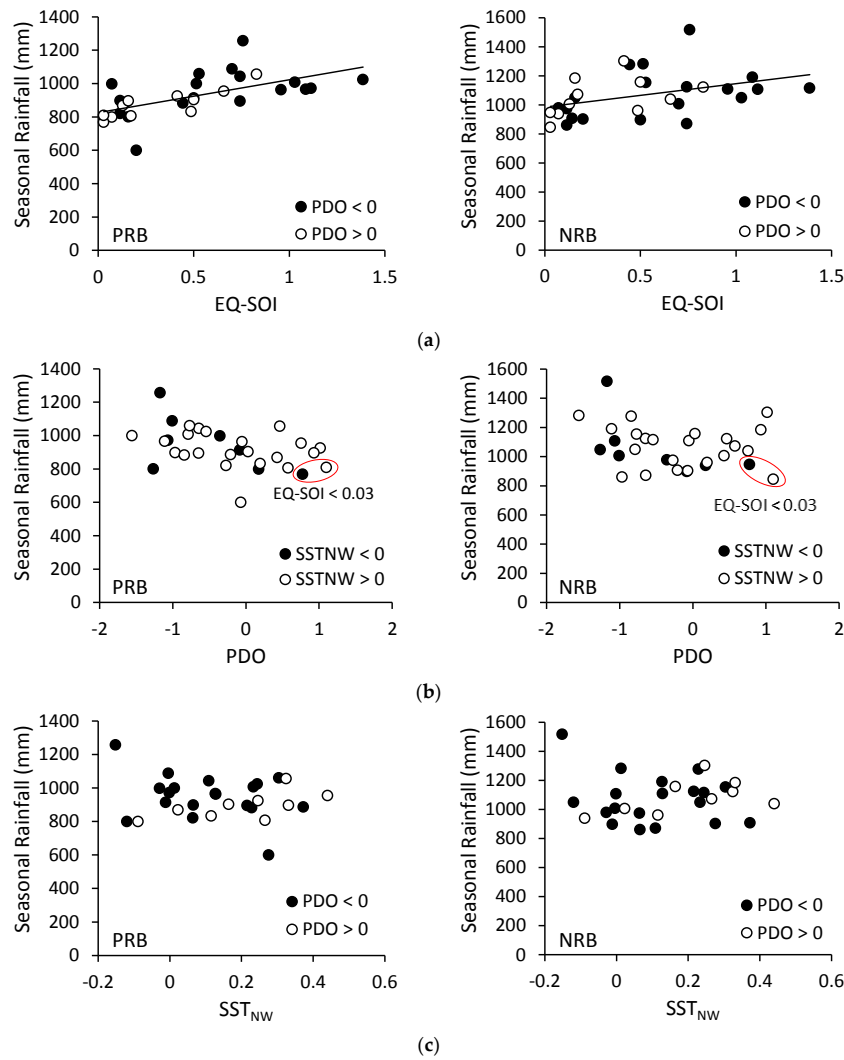 1400
1200
1000
800
600
400
200
0
Seasonal Rainfall (mm)
PDO < 0
PDO > 0
PRB
0 0.5 1 1.5
EQ-SOI
1600
1400
1200
1000
800
600
400
200
0
Seasonal Rainfall (mm)
PDO < 0
PDO > 0
NRB
0 0.5 1 1.5
EQ-SOI
(a)
1400
1200
1000
800
600
400
200
0
Seasonal Rainfall (mm)
EQ-SOI < 0.03
SSTNW < 0
SSTNW > 0
PRB
-2 -1 0 1 2
PDO
1600
1400
1200
1000
800
600
400
200
0
Seasonal Rainfall (mm)
EQ-SOI < 0.03
SSTNW < 0
SSTNW > 0
NRB
-2 -1 0 1 2
PDO
(b)
1400
1200
1000
800
600
400
200
0
Seasonal Rainfall (mm)
PDO < 0
PDO > 0
PRB
-0.2 0 0.2 0.4 0.6
SSTNW
1600
1400
1200
1000
800
600
400
200
0
Seasonal Rainfall (mm)
PDO < 0
PDO > 0
NRB
-0.2 0 0.2 0.4 0.6
SSTNW
(c)